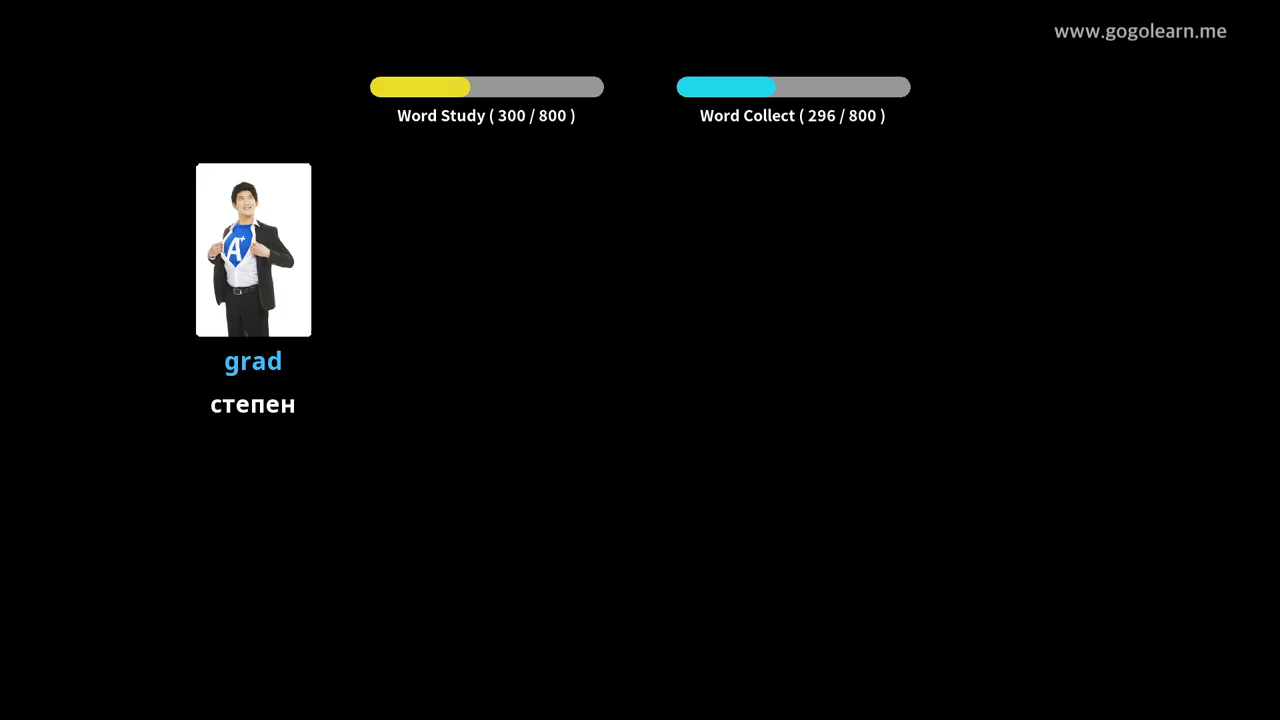 www.gogolearn.me
Word Study ( 300 / 800 )
Word Collect ( 296 / 800 )
A+
grad
степен